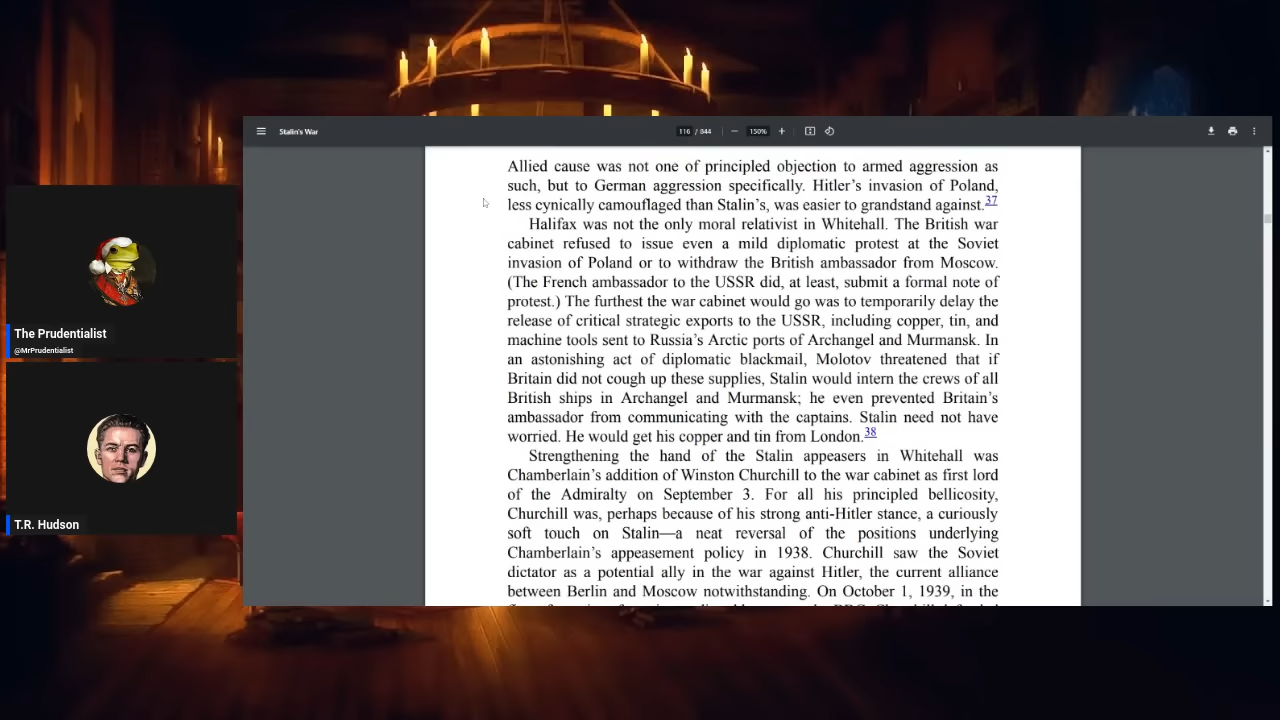 Stalin's War
116 / 844
150%
Allied cause was not one of principled objection to armed aggression as
such, but to German aggression specifically. Hitler's invasion of Poland,
less cynically camouflaged than Stalin's, was easier to grandstand against.37
Halifax was not the only moral relativist in Whitehall. The British war
cabinet refused to issue even a mild diplomatic protest at the Soviet
invasion of Poland or to withdraw the British ambassador from Moscow.
(The French ambassador to the USSR did, at least, submit a formal note of
protest.) The furthest the war cabinet would go was to temporarily delay the
release of critical strategic exports to the USSR, including copper, tin, and
machine tools sent to Russia's Arctic ports of Archangel and Murmansk. In
an astonishing act of diplomatic blackmail, Molotov threatened that if
Britain did not cough up these supplies, Stalin would intern the crews of all
British ships in Archangel and Murmansk; he even prevented Britain's
ambassador from communicating with the captains. Stalin need not have
worried. He would get his copper and tin from London.38
Strengthening the hand of the Stalin appeasers in Whitehall was
Chamberlain's addition of Winston Churchill to the war cabinet as first lord
of the Admiralty on September 3. For all his principled bellicosity,
Churchill was, perhaps because of his strong anti-Hitler stance, a curiously
soft touch on Stalin—a neat reversal of the positions underlying
Chamberlain's appeasement policy in 1938. Churchill saw the Soviet
dictator as a potential ally in the war against Hitler, the current alliance
between Berlin and Moscow notwithstanding. On October 1, 1939, in the
The Prudentialist
@MrPrudentialist
T.R. Hudson